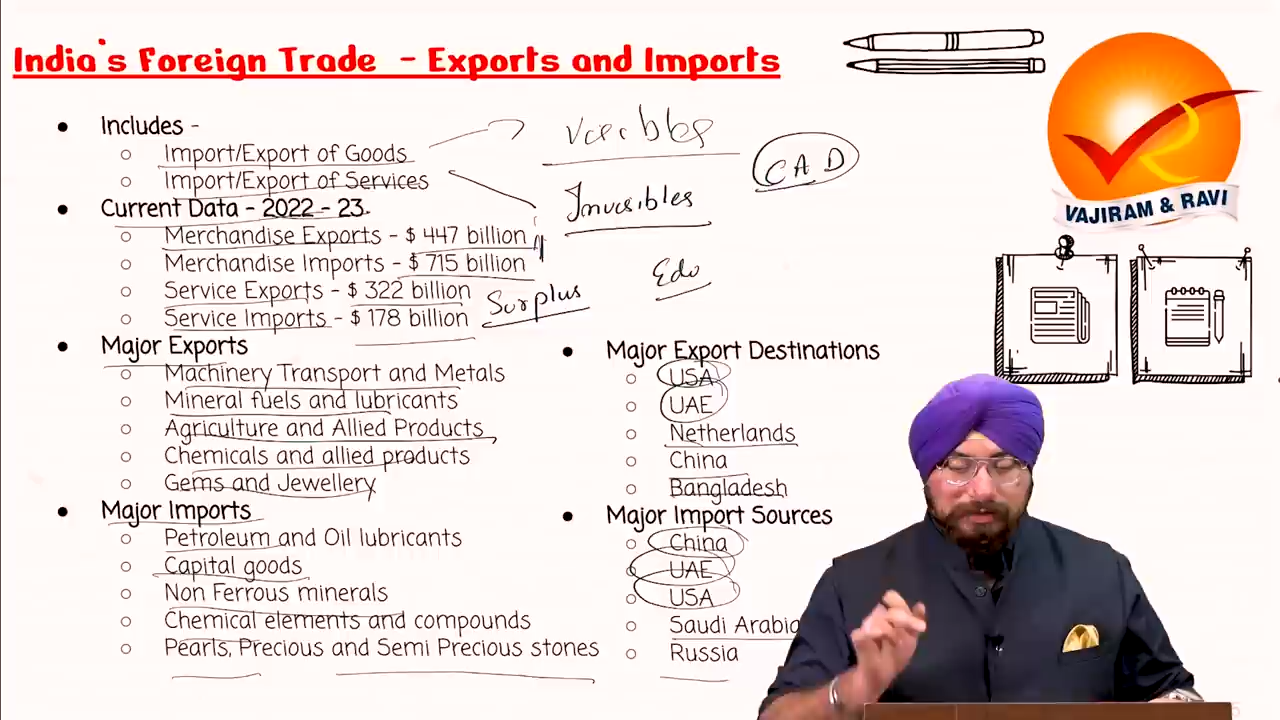 India's Foreign Trade - Exports and Imports
VAJIRAM & RAVI
Includes -
Import/Export of Goods
Import/Export of Services
Visibles
Invisibles
CAD
Current Data - 2022 - 23.
Merchandise Exports - $ 447 billion
Merchandise Imports - $ 715 billion
Service Exports - $ 322 billion
Service Imports - $ 178 billion
Surplus
Major Exports
Machinery Transport and Metals
Mineral fuels and lubricants
Agriculture and Allied Products
Chemicals and allied products
Gems and Jewellery
Major Imports
Petroleum and Oil lubricants
Capital goods
Non Ferrous minerals
Chemical elements and compounds
Pearls, Precious and Semi Precious stones
Major Export Destinations
USA
UAE
Netherlands
China
Bangladesh
Major Import Sources
China
UAE
USA
Saudi Arabia
Russia